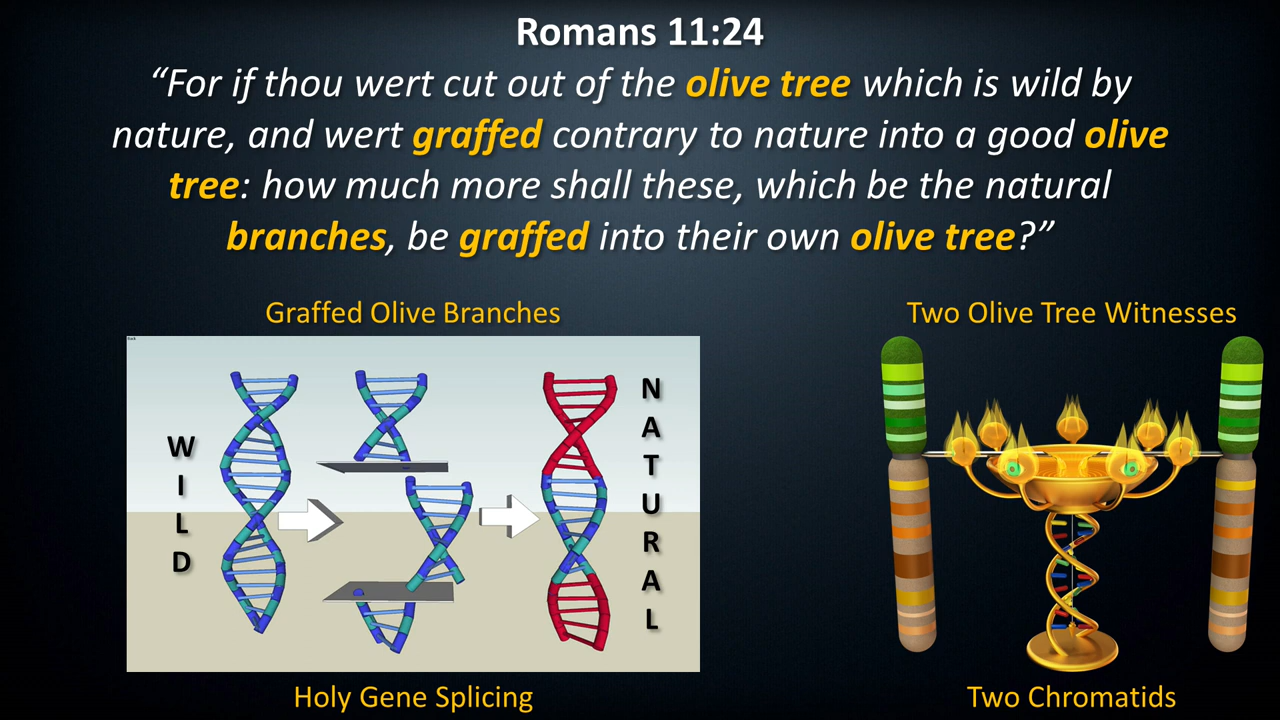 Romans 11:24
“For if thou wert cut out of the olive tree which is wild by
nature, and wert graffed contrary to nature into a good olive
tree: how much more shall these, which be the natural
branches, be graffed into their own olive tree?”
Graffed Olive Branches
Two Olive Tree Witnesses
WILD
NATURAL
Holy Gene Splicing
Two Chromatids